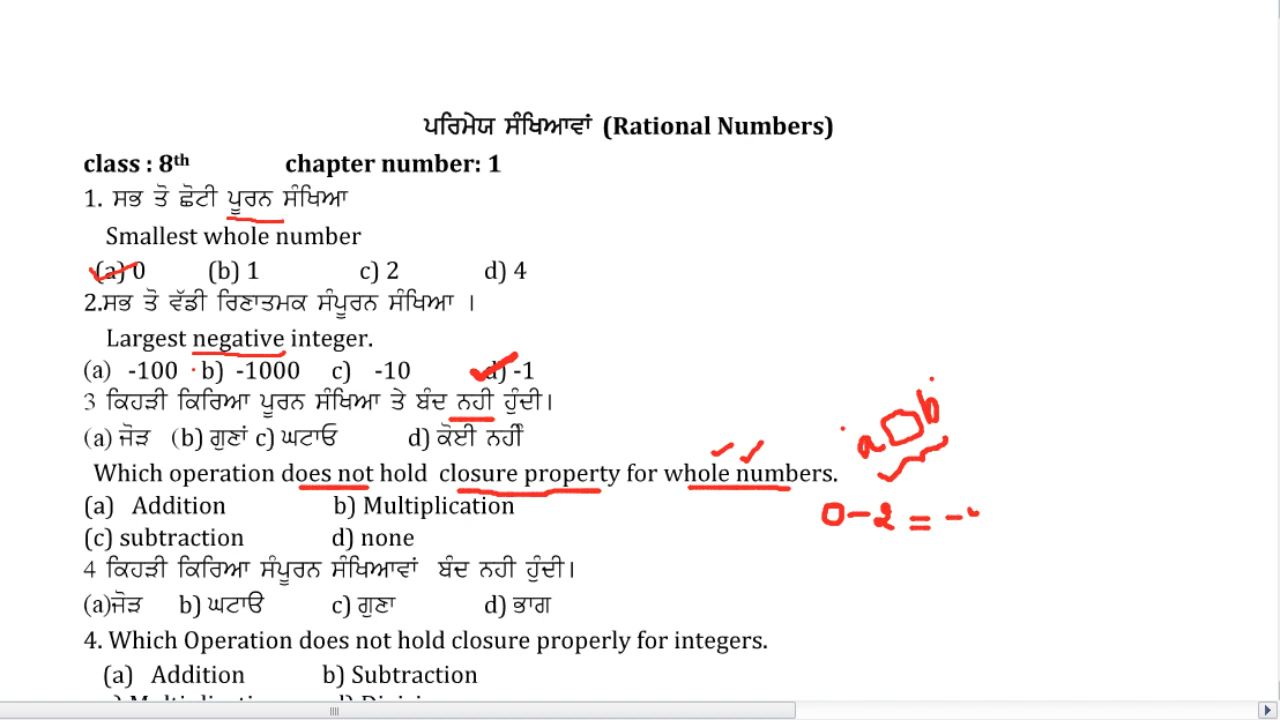 ਪਰਿਮੇਯ ਸੰਖਿਆਵਾਂ (Rational Numbers)
class : 8th chapter number: 1
1. ਸਭ ਤੋ ਛੋਟੀ ਪੂਰਨ ਸੰਖਿਆ
Smallest whole number
(a) 0 (b) 1 c) 2 d) 4
2.ਸਭ ਤੋ ਵੱਡੀ ਰਿਣਾਤਮਕ ਸੰਪੂਰਨ ਸੰਖਿਆ ।
Largest negative integer.
(a) -100 b) -1000 c) -10 d) -1
3 ਕਿਹੜੀ ਕਿਰਿਆ ਪੂਰਨ ਸੰਖਿਆ ਤੇ ਬੰਦ ਨਹੀ ਹੁੰਦੀ।
(a) ਜੋੜ (b) ਗੁਣਾਂ c) ਘਟਾਓ d) ਕੋਈ ਨਹੀਂ
a b
Which operation does not hold closure property for whole numbers.
(a) Addition b) Multiplication
0-2 =
(c) subtraction d) none
4 ਕਿਹੜੀ ਕਿਰਿਆ ਸੰਪੂਰਨ ਸੰਖਿਆਵਾਂ ਬੰਦ ਨਹੀ ਹੁੰਦੀ।
(a)ਜੋੜ b) ਘਟਾੳ c) ਗੁਣਾ d) ਭਾਗ
4. Which Operation does not hold closure properly for integers.
(a) Addition b) Subtraction